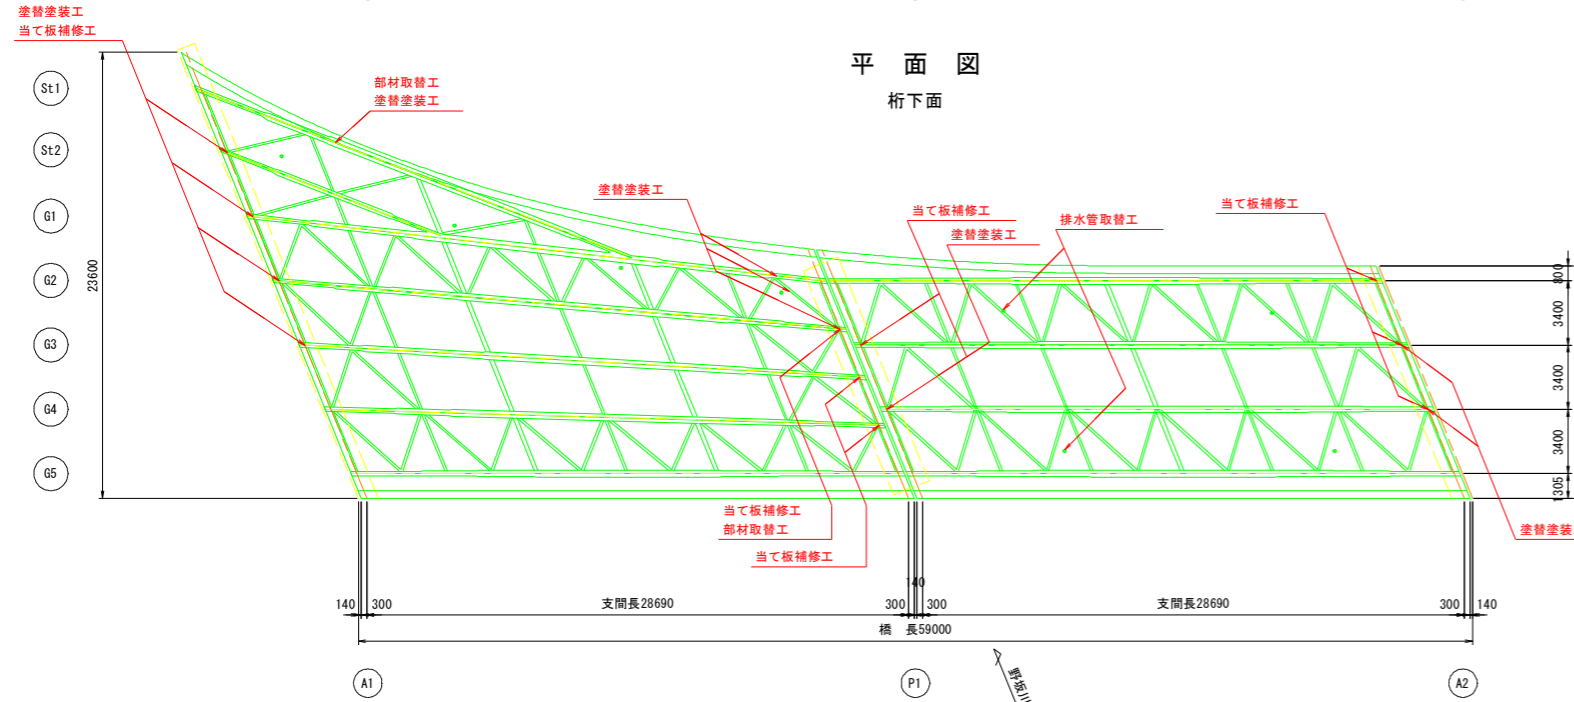 塗替塗装工
当て板補修工
平 面 図
桁下面
部材取替工
塗替塗装工
塗替塗装工
当て板補修工
塗替塗装工
排水管取替工
当て板補修工
St1
St2
G1
G2
G3
G4
G5
23600
800
3400
3400
3400
1305
当て板補修工
部材取替工
当て板補修工
塗替塗装
140
300
支間長28690
300
140
300
支間長28690
300
140
橋 長59000
A1
P1
A2
野坂川